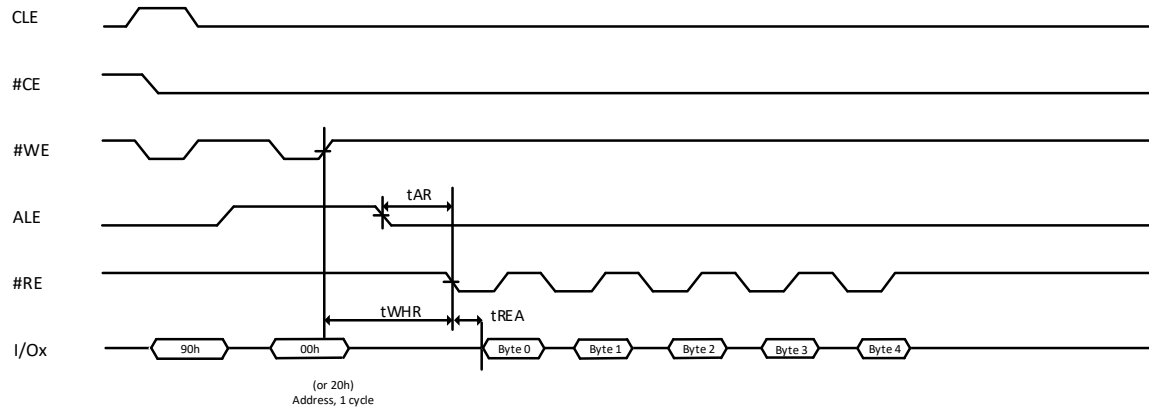 CLE
#CE
#WE
ALE
tAR
#RE
tWHR
tREA
I/Ox
90h
00h
Byte 0
Byte 1
Byte 2
Byte 3
Byte 4
(or 20h)
Address, 1 cycle